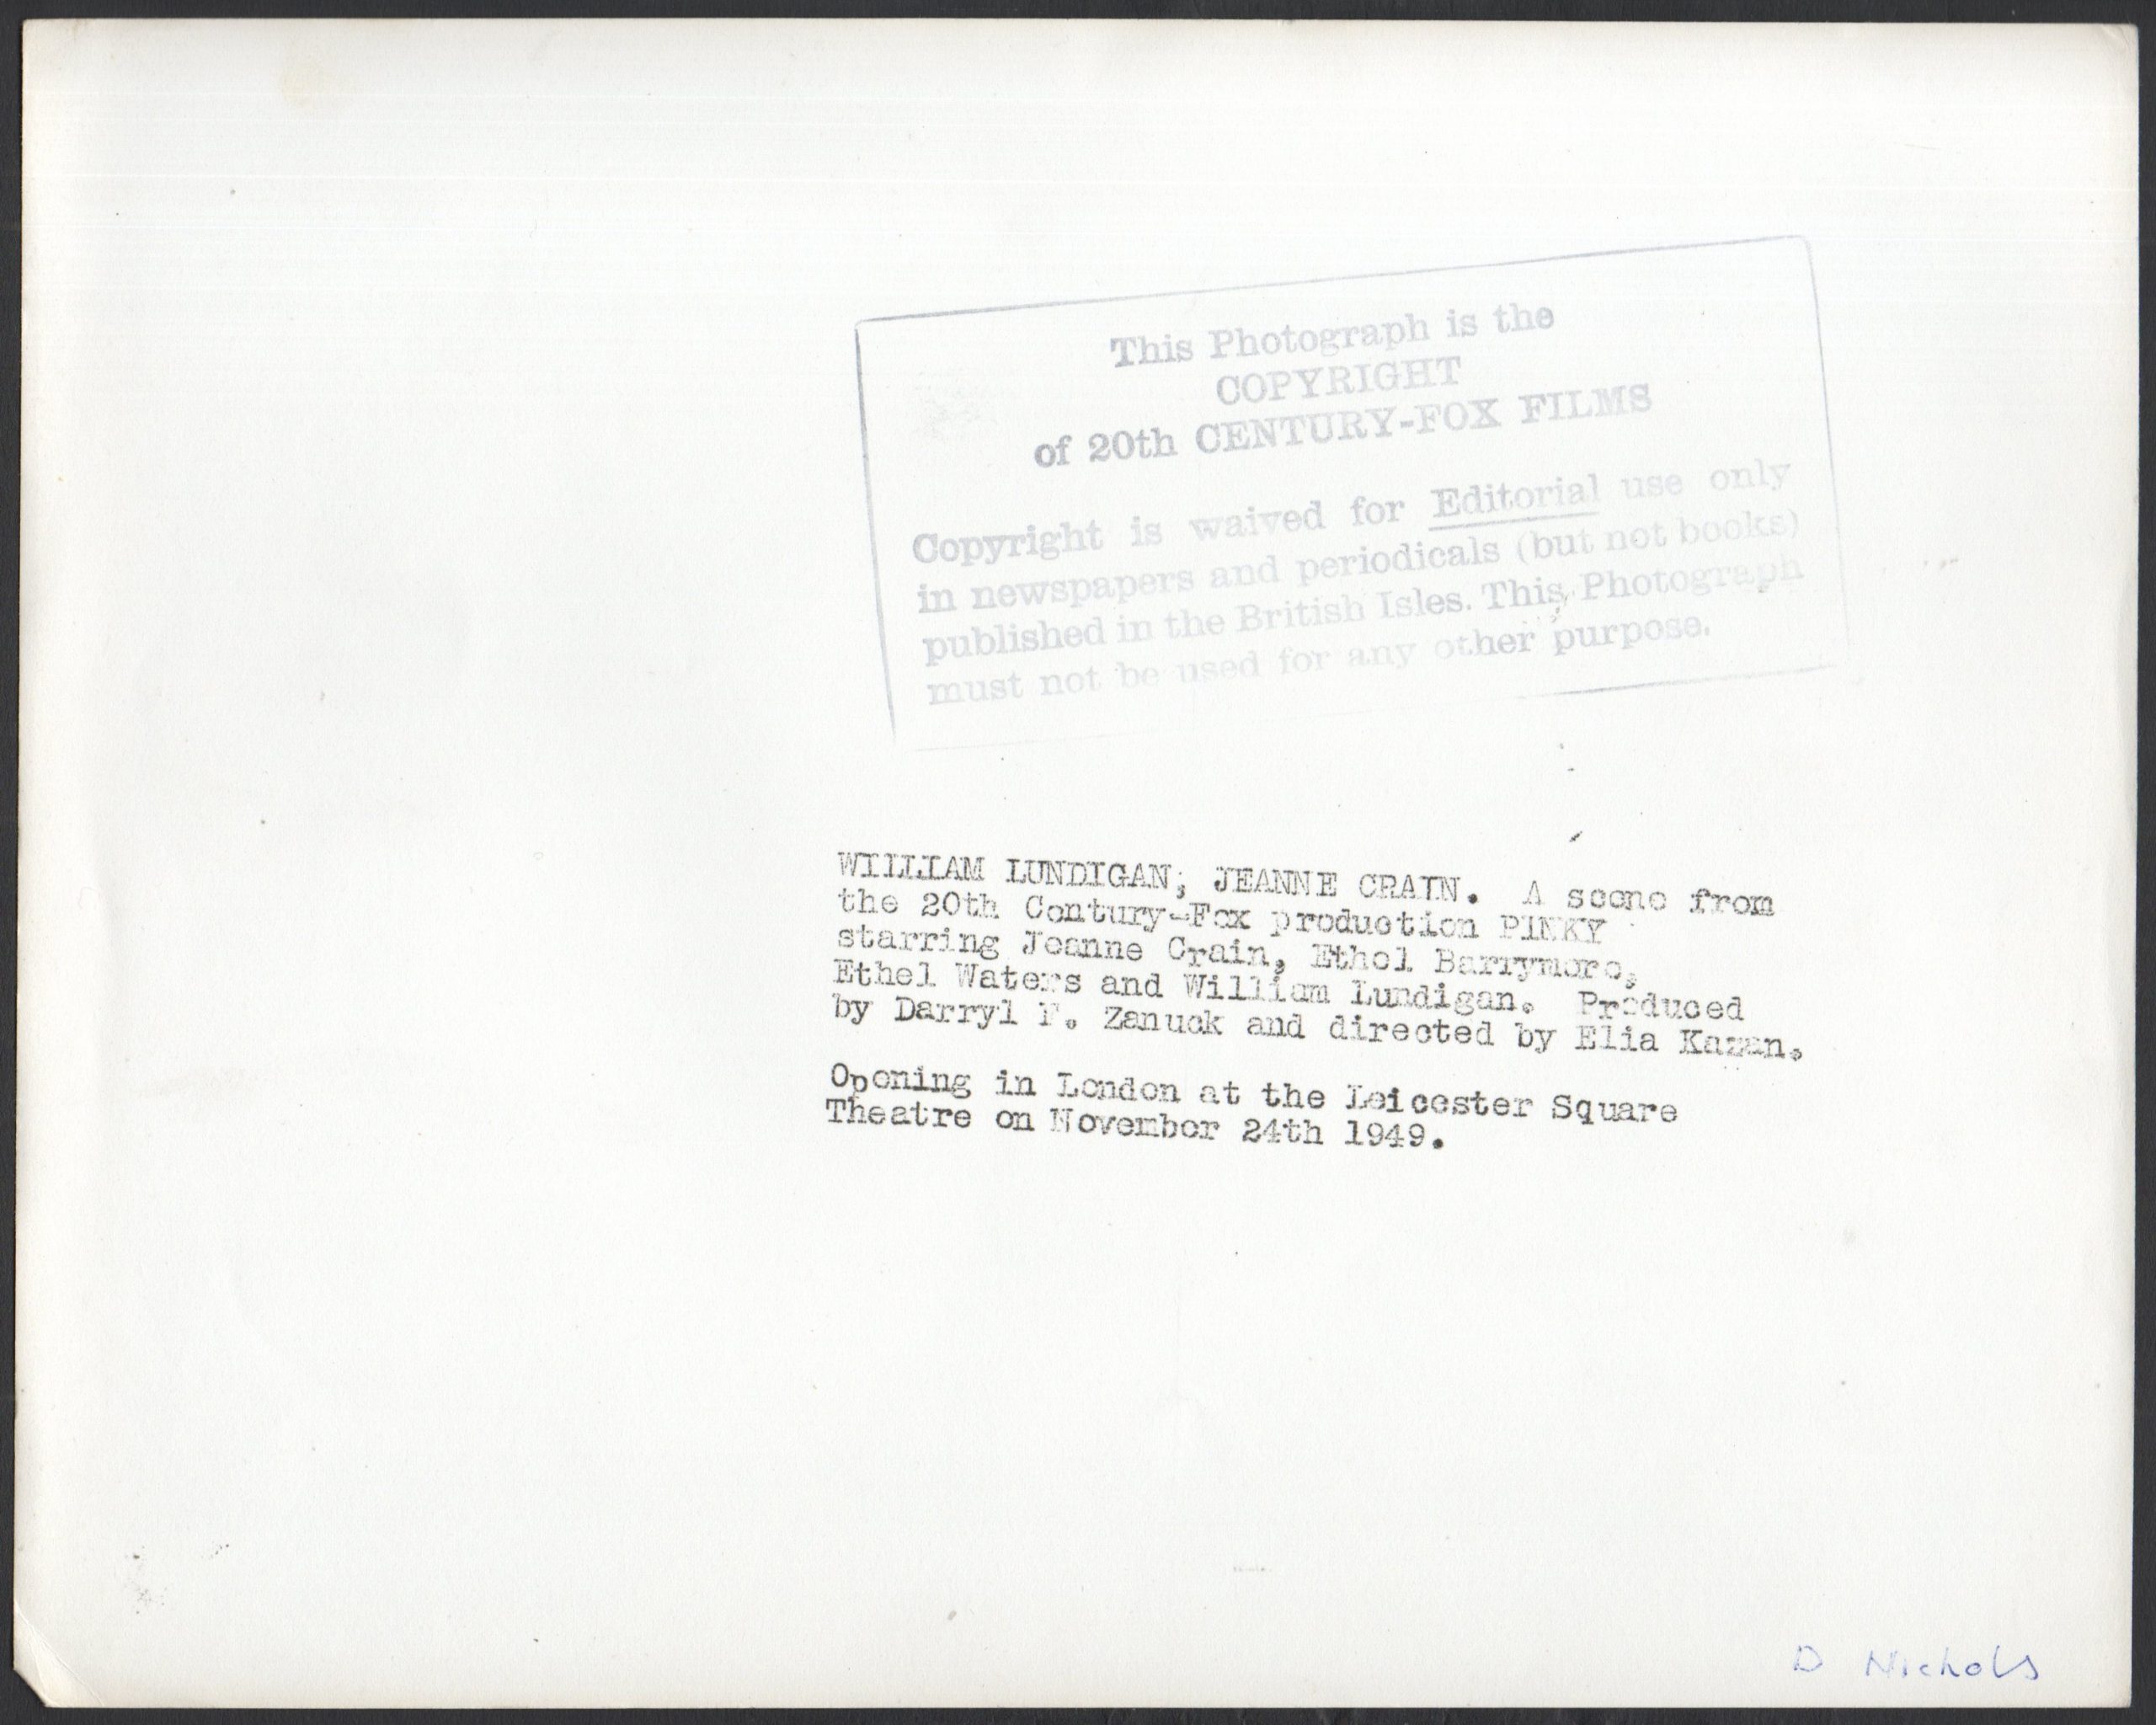 This Photograph is the
COPYRIGHT
of 20th CENTURY-FOX FILMS
Copyright is waived for Editorial use only
in newspapers and periodicals (but not books)
published in the British Isles. This Photograph
must not be used for any other purpose.
WILLIAM LUNDIGAN, JEANNE CRAIN. A scene from
the 20th Century-Fox production PINKY
starring Jeanne Crain, Ethel Barrymore,
Ethel Waters and William Lundigan. Produced
by Darryl F. Zanuck and directed by Elia Kazan.
Opening in London at the Leicester Square
Theatre on November 24th 1949.
D Nichols